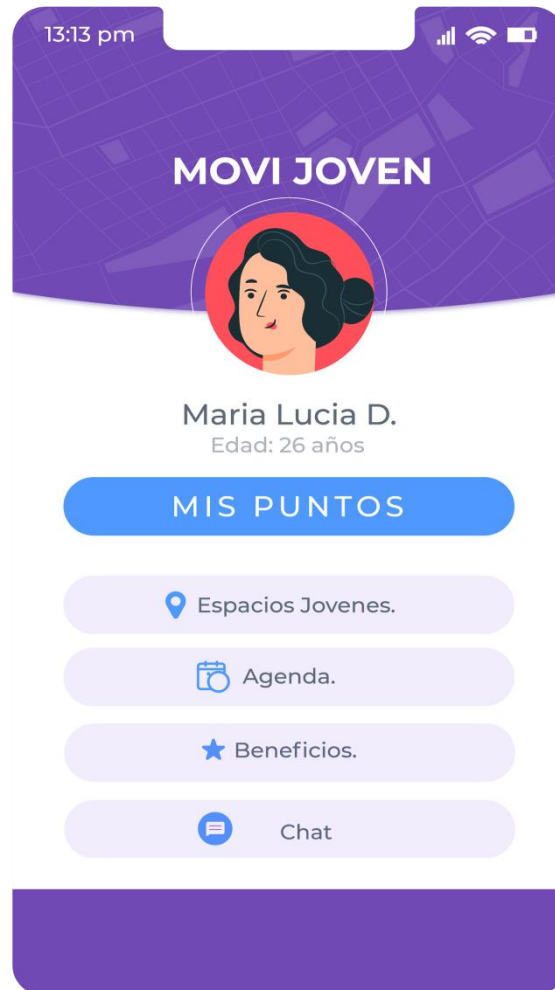 13:13 pm
MOVI JOVEN
Maria Lucia D.
Edad: 26 años
MIS PUNTOS
Espacios Jovenes.
Agenda.
Beneficios.
Chat